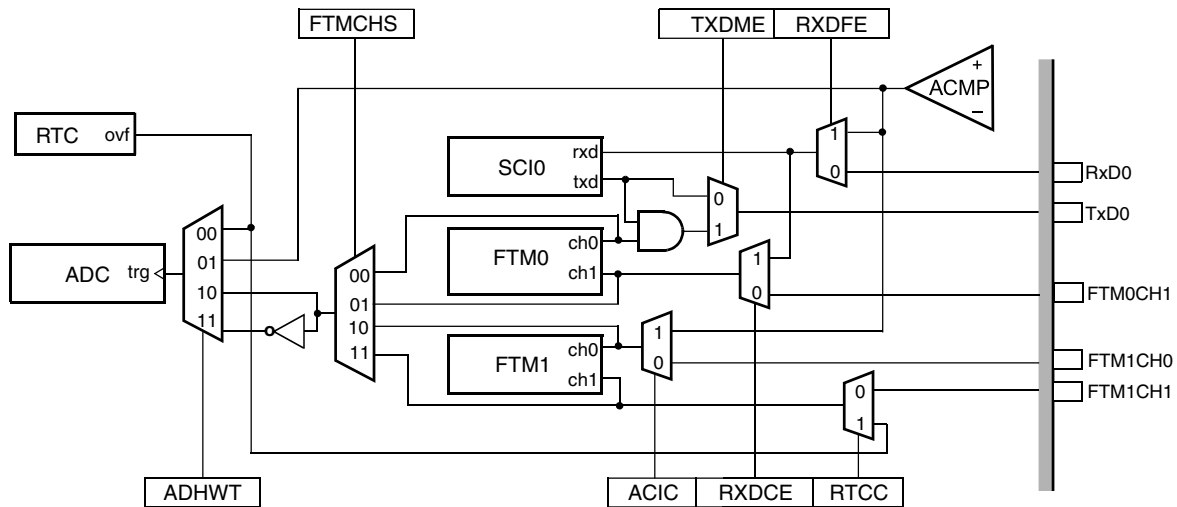 FTMCHS
TXDME RXDFE
+
ACMP
−
RTC ovf
1
0
SCI0 rxd
txd
RxD0
0
1
TxD0
00
01
10
11
ADC trg
FTM0 ch0
ch1
00
01
10
11
1
0
FTM0CH1
FTM1 ch0
ch1
1
0
FTM1CH0
0
1
FTM1CH1
ADHWT
ACIC RXDCE RTCC